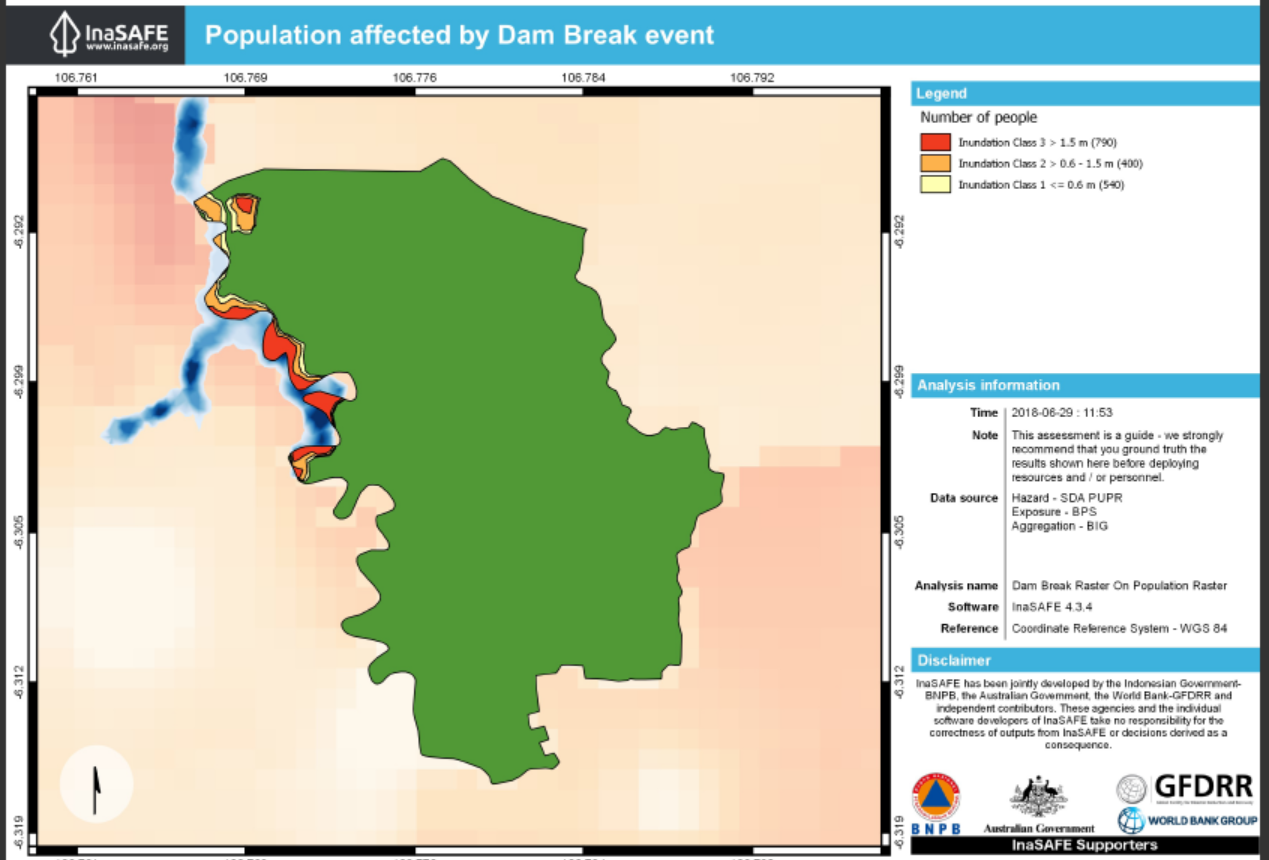 InaSAFE
www.inasafe.org
Population affected by Dam Break event
106.761 106.769 106.776 106.784 106.792
-6.292
-6.299
-6.305
-6.312
-6.319
-6.292
-6.299
-6.305
-6.312
-6.319
Legend
Number of people
Inundation Class 3 > 1.5 m (790)
Inundation Class 2 > 0.6 - 1.5 m (400)
Inundation Class 1 <= 0.6 m (540)
Analysis information
Time 2018-06-29 : 11:53
Note This assessment is a guide - we strongly
recommend that you ground truth the
results shown here before deploying
resources and / or personnel.
Data source Hazard - SDA PUPR
Exposure - BPS
Aggregation - BIG
Analysis name Dam Break Raster On Population Raster
Software InaSAFE 4.3.4
Reference Coordinate Reference System - WGS 84
Disclaimer
InaSAFE has been jointly developed by the Indonesian Government-
BNPB, the Australian Government, the World Bank-GFDRR and
independent contributors. These agencies and the individual
software developers of InaSAFE take no responsibility for the
correctness of outputs from InaSAFE or decisions derived as a
consequence.
BNPB
Australian Government
GFDRR
WORLD BANK GROUP
InaSAFE Supporters